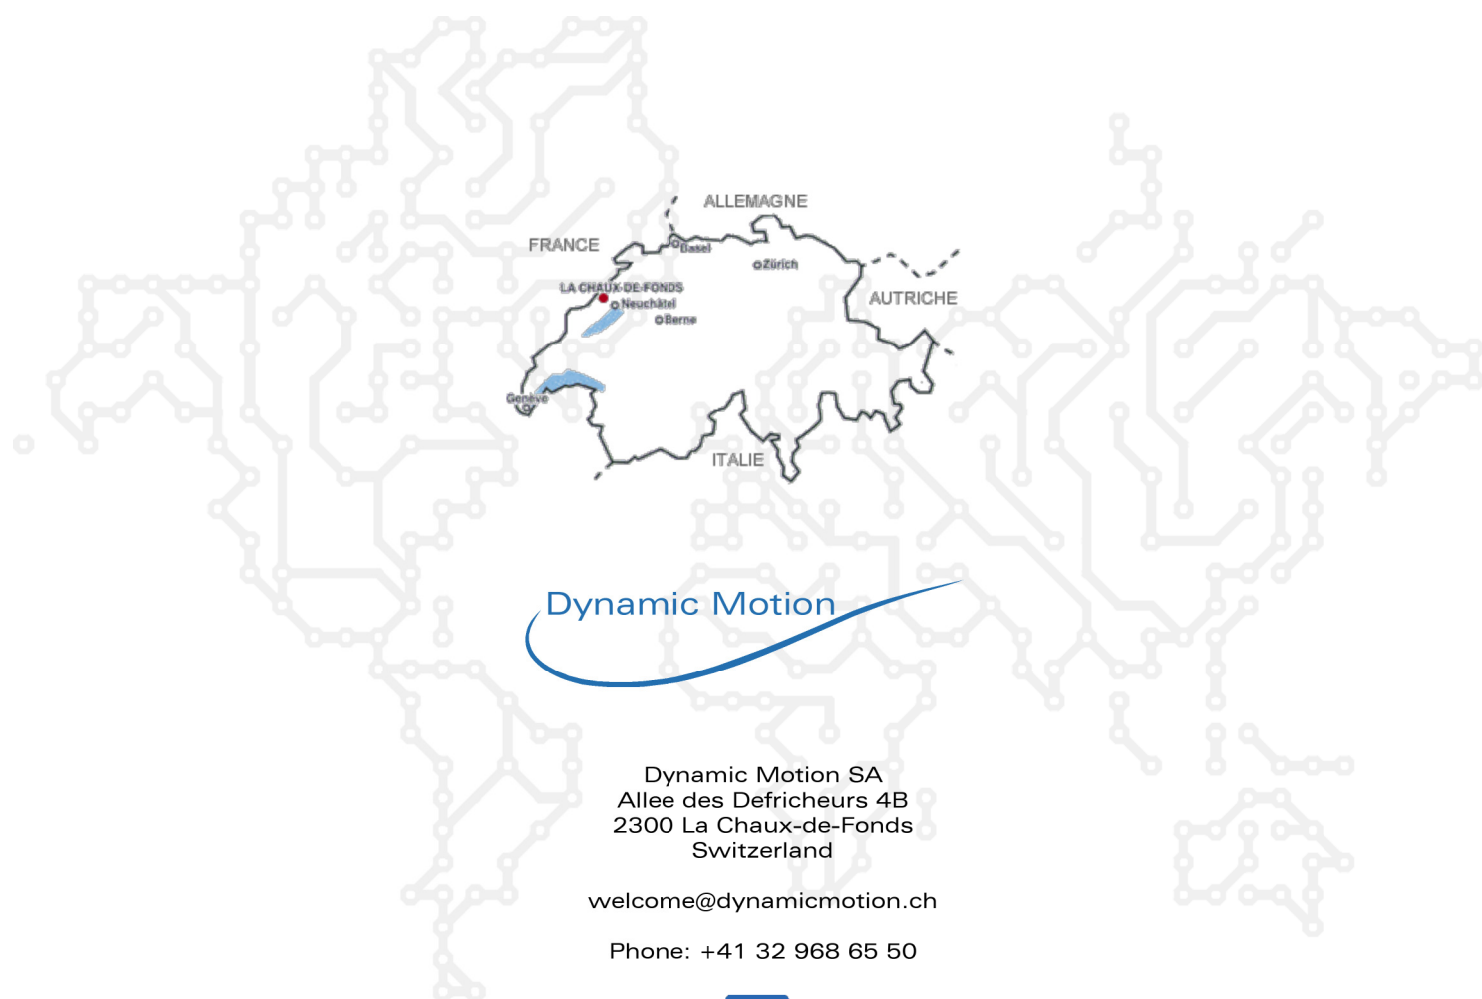 ALLEMAGNE
FRANCE
Basel
Zürich
LA CHAUX-DE-FONDS
AUTRICHE
Neuchâtel
Berne
Genève
ITALIE
Dynamic Motion
Dynamic Motion SA
Allee des Defricheurs 4B
2300 La Chaux-de-Fonds
Switzerland
welcome@dynamicmotion.ch
Phone: +41 32 968 65 50